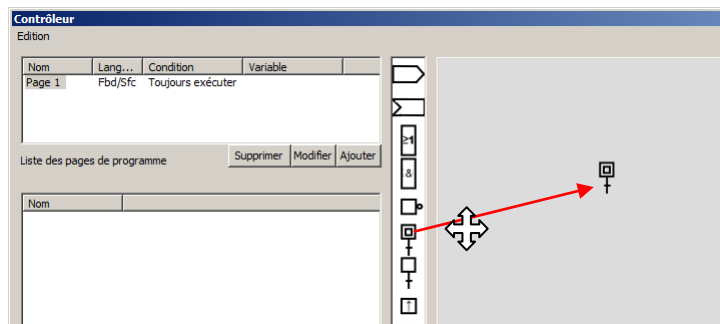 Contrôleur
Edition
Nom Lang... Condition Variable
Page 1 Fbd/Sfc Toujours exécuter
Liste des pages de programme Supprimer Modifier Ajouter
Nom
≥1
&